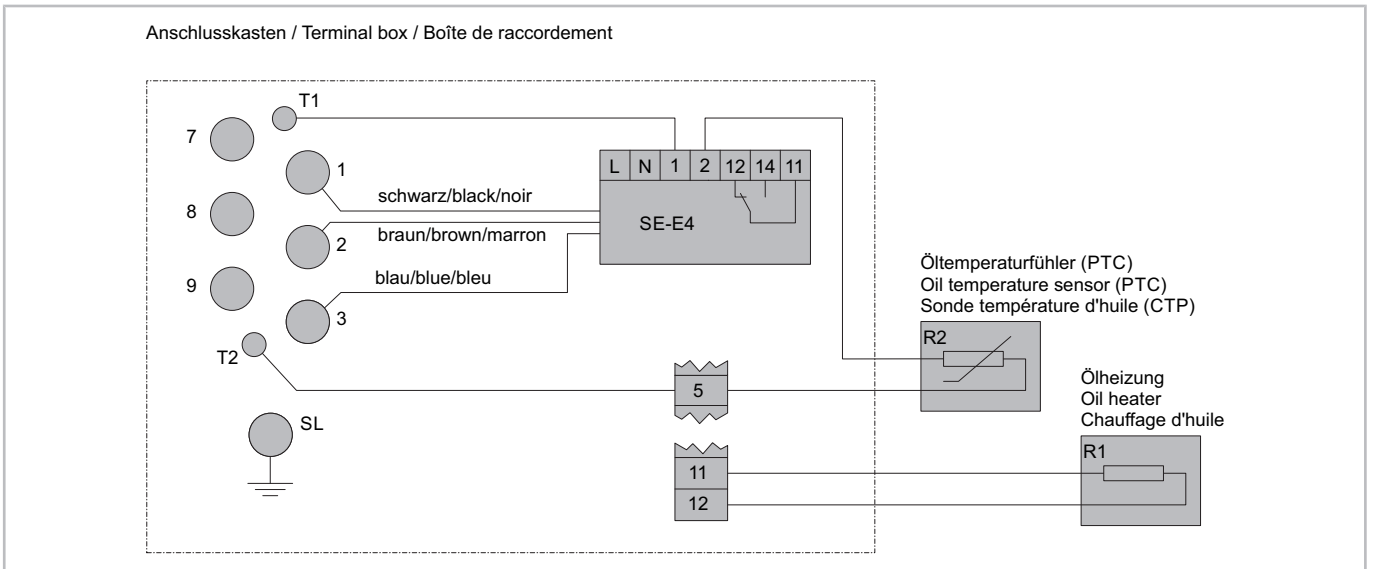 Anschlusskasten / Terminal box / Boîte de raccordement
T1
7
1
L N 1 2 12 14 11
schwarz/black/noir
8
SE-E4
2
braun/brown/marron
Öltemperaturfühler (PTC)
Oil temperature sensor (PTC)
Sonde température d'huile (CTP)
9
blau/blue/bleu
3
R2
T2
5
Ölheizung
Oil heater
Chauffage d'huile
SL
R1
11
12